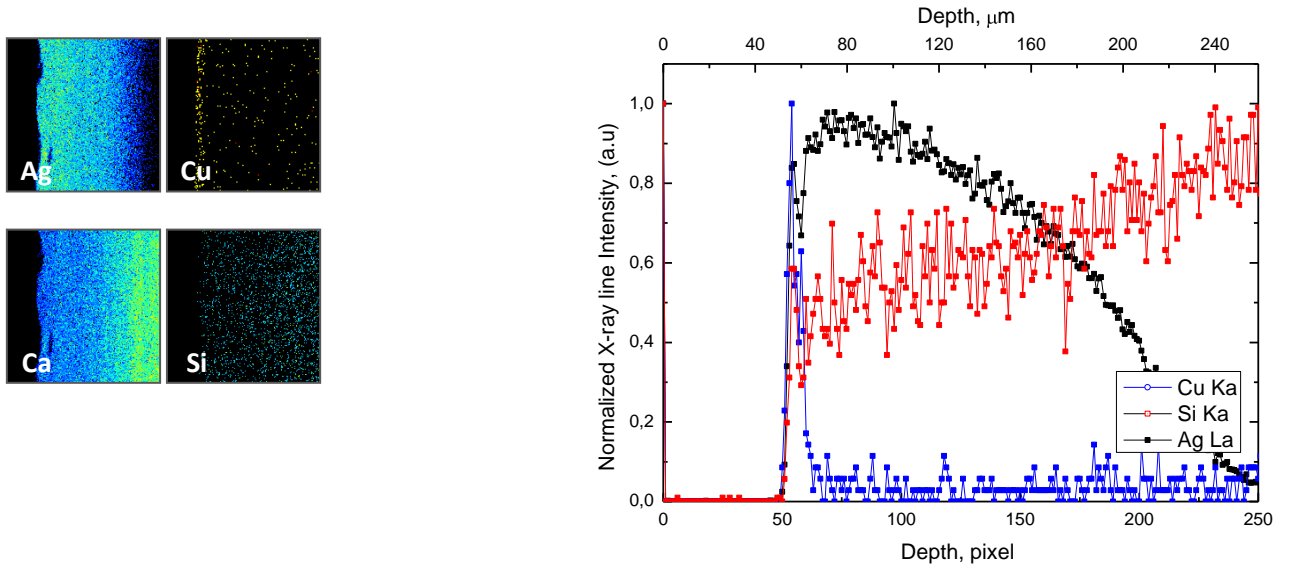 Ag
Cu
Ca
Si
Depth, μm
0 40 80 120 160 200 240
Normalized X-ray line Intensity, (a.u)
1,0
0,8
0,6
0,4
0,2
0,0
Cu Ka
Si Ka
Ag La
0 50 100 150 200 250
Depth, pixel